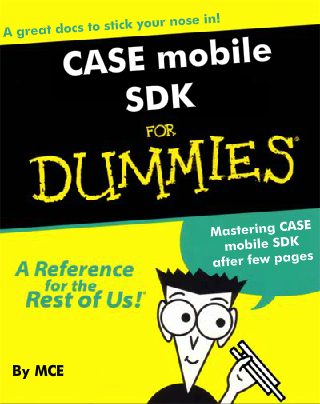 A great docs to stick your nose in!
CASE mobile
SDK
FOR
DUMMIES®
Mastering CASE
mobile SDK
after few pages
A Reference
for the
Rest of Us!®
By MCE